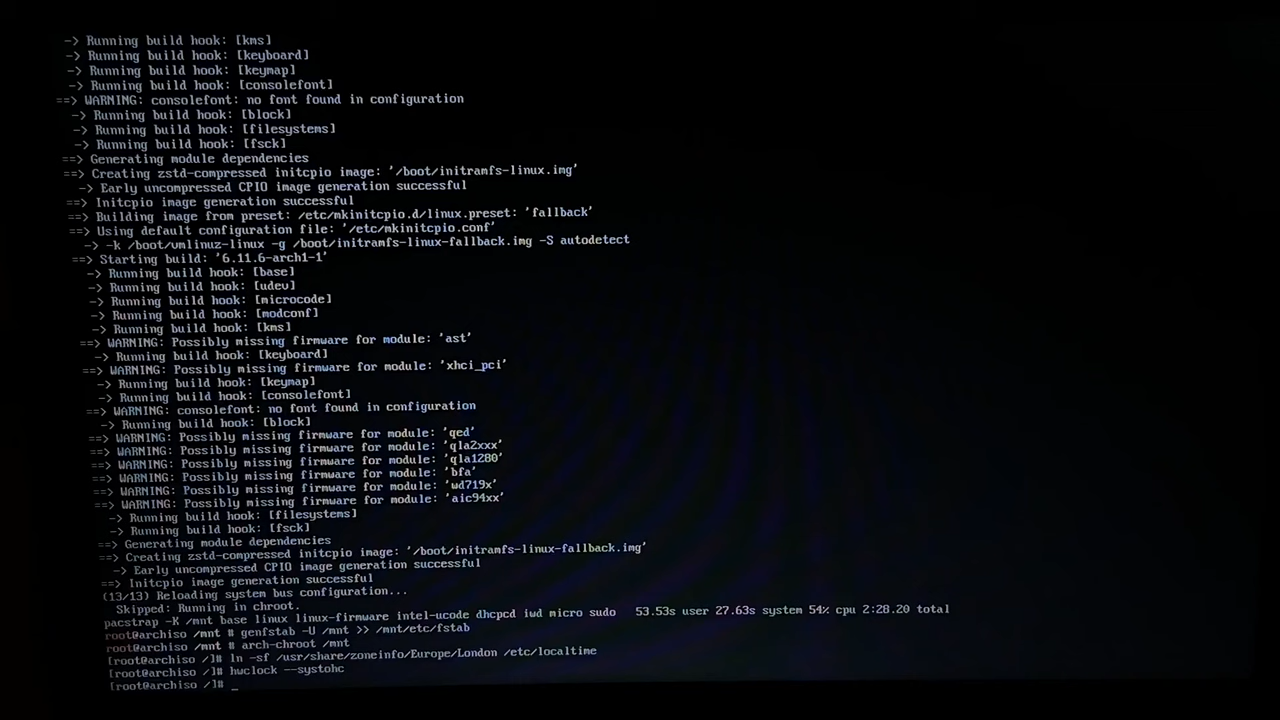 -> Running build hook: [kms]
-> Running build hook: [keyboard]
-> Running build hook: [keymap]
-> Running build hook: [consolefont]
==> WARNING: consolefont: no font found in configuration
-> Running build hook: [block]
-> Running build hook: [filesystems]
-> Running build hook: [fsck]
==> Generating module dependencies
==> Creating zstd-compressed initcpio image: '/boot/initramfs-linux.img'
-> Early uncompressed CPIO image generation successful
==> Initcpio image generation successful
==> Building image from preset: /etc/mkinitcpio.d/linux.preset: 'fallback'
==> Using default configuration file: '/etc/mkinitcpio.conf'
-> -k /boot/vmlinuz-linux -g /boot/initramfs-linux-fallback.img -S autodetect
==> Starting build: '6.11.6-arch1-1'
-> Running build hook: [base]
-> Running build hook: [udev]
-> Running build hook: [microcode]
-> Running build hook: [modconf]
-> Running build hook: [kms]
==> WARNING: Possibly missing firmware for module: 'ast'
-> Running build hook: [keyboard]
==> WARNING: Possibly missing firmware for module: 'xhci_pci'
-> Running build hook: [keymap]
-> Running build hook: [consolefont]
==> WARNING: consolefont: no font found in configuration
-> Running build hook: [block]
==> WARNING: Possibly missing firmware for module: 'qed'
==> WARNING: Possibly missing firmware for module: 'qla2xxx'
==> WARNING: Possibly missing firmware for module: 'qla1280'
==> WARNING: Possibly missing firmware for module: 'bfa'
==> WARNING: Possibly missing firmware for module: 'wd719x'
==> WARNING: Possibly missing firmware for module: 'aic94xx'
-> Running build hook: [filesystems]
-> Running build hook: [fsck]
==> Generating module dependencies
==> Creating zstd-compressed initcpio image: '/boot/initramfs-linux-fallback.img'
-> Early uncompressed CPIO image generation successful
==> Initcpio image generation successful
(13/13) Reloading system bus configuration...
Skipped: Running in chroot.
pacstrap -K /mnt base linux linux-firmware intel-ucode dhcpcd iwd micro sudo 53.53s user 27.63s system 54% cpu 2:28.20 total
root@archiso /mnt # genfstab -U /mnt >> /mnt/etc/fstab
root@archiso /mnt # arch-chroot /mnt
[root@archiso /]# ln -sf /usr/share/zoneinfo/Europe/London /etc/localtime
[root@archiso /]# hwclock --systohc
[root@archiso /]# _